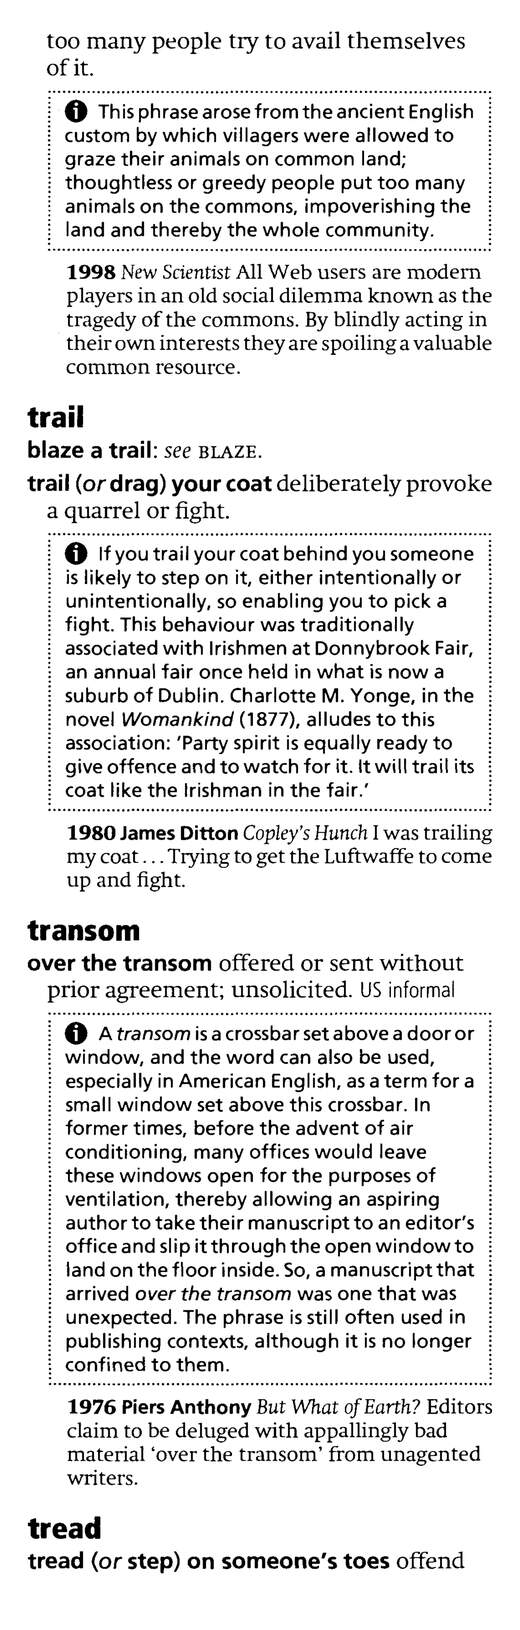 too many people try to avail themselves
of it.
This phrase arose from the ancient English
custom by which villagers were allowed to
graze their animals on common land;
thoughtless or greedy people put too many
animals on the commons, impoverishing the
land and thereby the whole community.
1998 New Scientist All Web users are modern
players in an old social dilemma known as the
tragedy of the commons. By blindly acting in
their own interests they are spoiling a valuable
common resource.
trail
blaze a trail: see BLAZE.
trail (or drag) your coat deliberately provoke
a quarrel or fight.
If you trail your coat behind you someone
is likely to step on it, either intentionally or
unintentionally, so enabling you to pick a
fight. This behaviour was traditionally
associated with Irishmen at Donnybrook Fair,
an annual fair once held in what is now a
suburb of Dublin. Charlotte M. Yonge, in the
novel Womankind (1877), alludes to this
association: 'Party spirit is equally ready to
give offence and to watch for it. It will trail its
coat like the Irishman in the fair.'
1980 James Ditton Copley's Hunch I was trailing
my coat . . . Trying to get the Luftwaffe to come
up and fight.
transom
over the transom offered or sent without
prior agreement; unsolicited. US informal
A transom is a crossbar set above a door or
window, and the word can also be used,
especially in American English, as a term for a
small window set above this crossbar. In
former times, before the advent of air
conditioning, many offices would leave
these windows open for the purposes of
ventilation, thereby allowing an aspiring
author to take their manuscript to an editor's
office and slip it through the open window to
land on the floor inside. So, a manuscript that
arrived over the transom was one that was
unexpected. The phrase is still often used in
publishing contexts, although it is no longer
confined to them.
1976 Piers Anthony But What of Earth? Editors
claim to be deluged with appallingly bad
material 'over the transom' from unagented
writers.
tread
tread (or step) on someone's toes offend